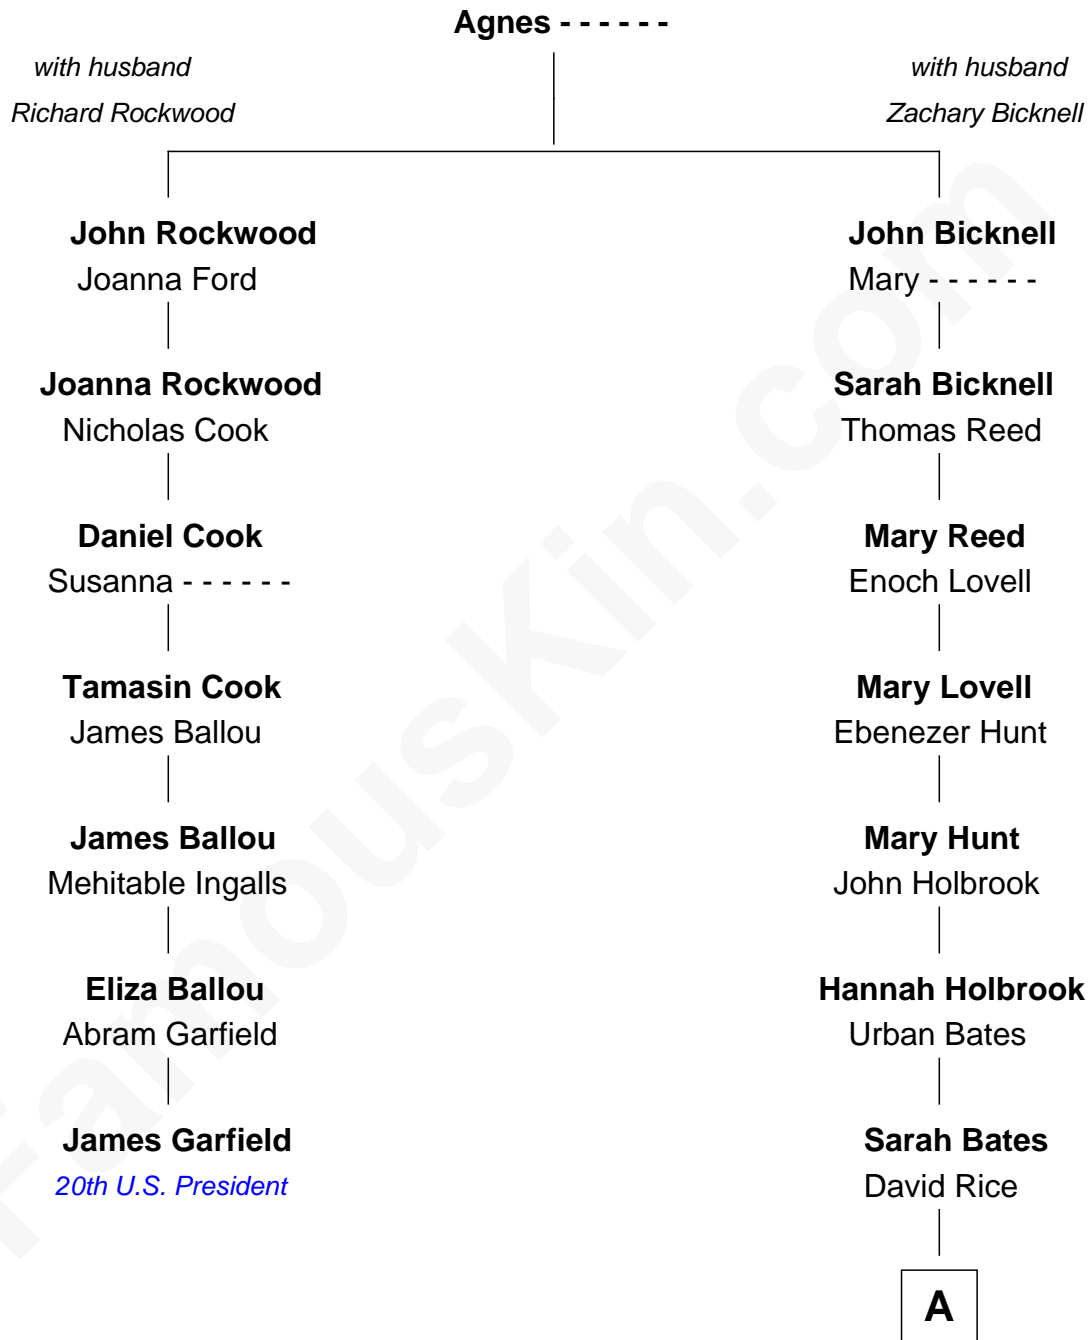 Agnes - - - - - -
with husband
Richard Rockwood
with husband
Zachary Bicknell
John Rockwood
Joanna Ford
John Bicknell
Mary - - - - - -
Joanna Rockwood
Nicholas Cook
Sarah Bicknell
Thomas Reed
Daniel Cook
Susanna - - - - - -
Mary Reed
Enoch Lovell
Tamasin Cook
James Ballou
Mary Lovell
Ebenezer Hunt
James Ballou
Mehitable Ingalls
Mary Hunt
John Holbrook
Eliza Ballou
Abram Garfield
Hannah Holbrook
Urban Bates
James Garfield
20th U.S. President
Sarah Bates
David Rice
A
FamousKin.com